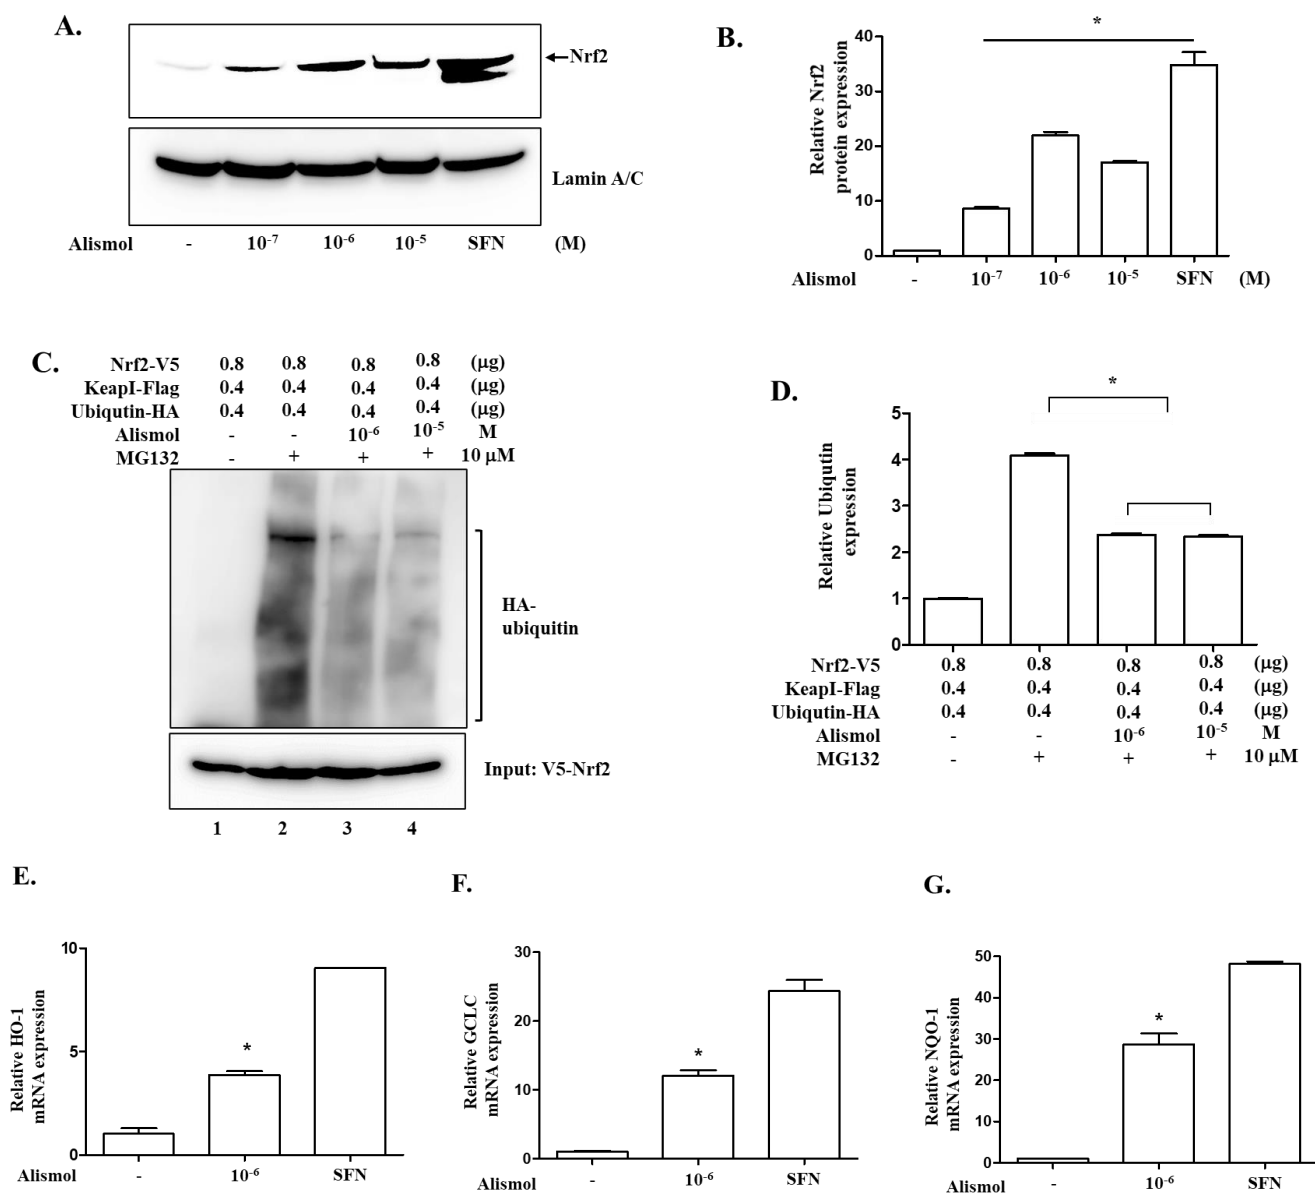 A.
Nrf2
Lamin A/C
Alismol - 10-7 10-6 10-5 SFN (M)
B.
Relative Nrf2
protein expression
40
30
20
10
0
*
Alismol - 10-7 10-6 10-5 SFN (M)
C.
Nrf2-V5 0.8 0.8 0.8 0.8 (μg)
KeapI-Flag 0.4 0.4 0.4 0.4 (μg)
Ubiqutin-HA 0.4 0.4 0.4 0.4 (μg)
Alismol - - 10-6 10-5 M
MG132 - + + + 10 μM
HA-
ubiquitin
Input: V5-Nrf2
1 2 3 4
D.
Relative Ubiqutin
expression
5
4
3
2
1
0
*
Nrf2-V5 0.8 0.8 0.8 0.8 (μg)
KeapI-Flag 0.4 0.4 0.4 0.4 (μg)
Ubiqutin-HA 0.4 0.4 0.4 0.4 (μg)
Alismol - - 10-6 10-5 M
MG132 - + + + 10 μM
E.
Relative HO-1
mRNA expression
10
5
0
*
Alismol - 10-6 SFN
F.
Relative GCLC
mRNA expression
30
20
10
0
*
Alismol - 10-6 SFN
G.
Relative NQO-1
mRNA expression
50
40
30
20
10
0
*
Alismol - 10-6 SFN